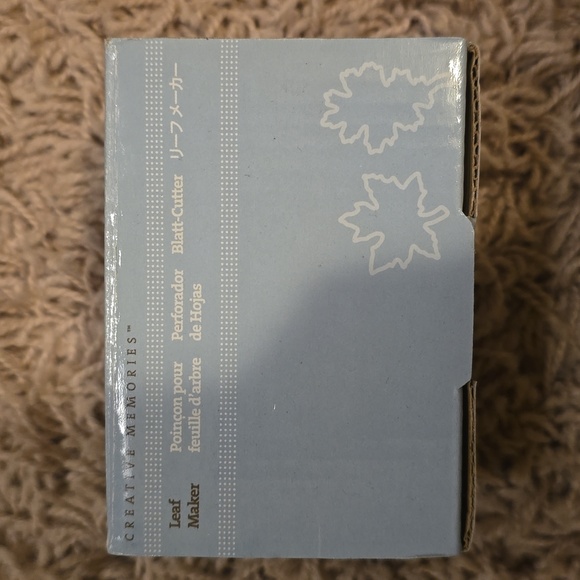 CREATIVE MEMORIES™
Leaf
Maker
Poinçon pour
feuille d'arbre
Perforador
de Hojas
Blatt-Cutter
リーフ メーカー